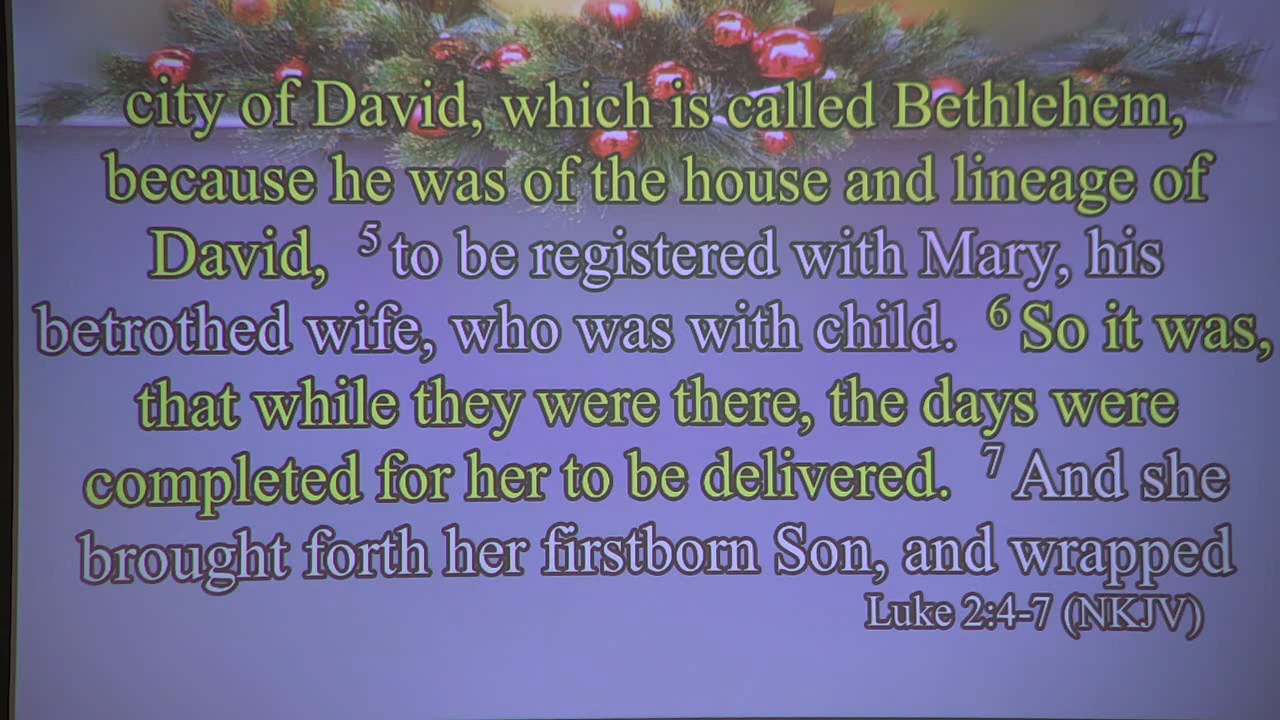 city of David, which is called Bethlehem,
because he was of the house and lineage of
David, 5 to be registered with Mary, his
betrothed wife, who was with child. 6 So it was,
that while they were there, the days were
completed for her to be delivered. 7 And she
brought forth her firstborn Son, and wrapped
Luke 2:4-7 (NKJV)